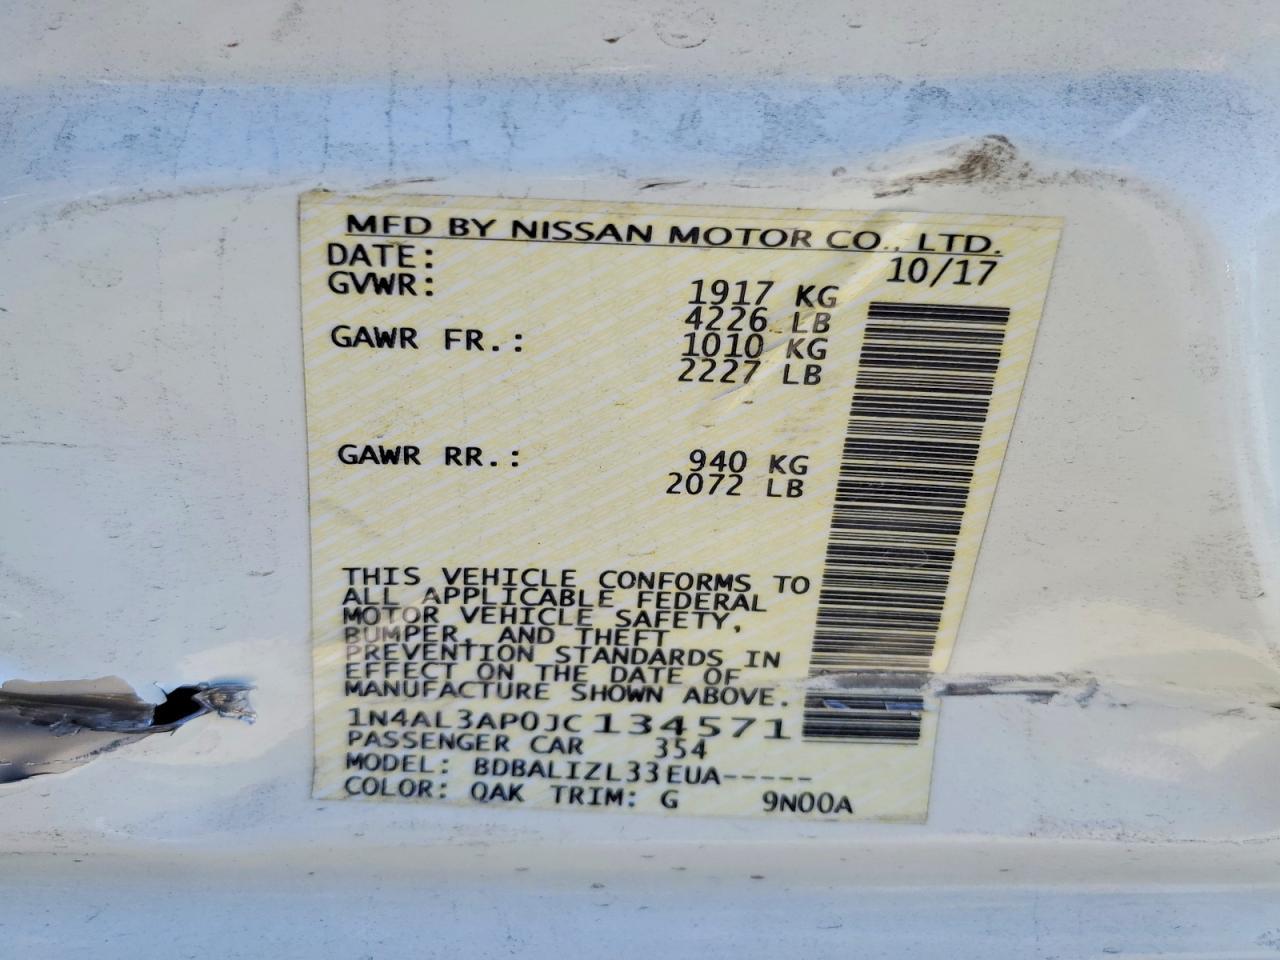 MFD BY NISSAN MOTOR CO., LTD.
DATE: 10/17
GVWR: 1917 KG
4226 LB
GAWR FR.: 1010 KG
2227 LB
GAWR RR.: 940 KG
2072 LB
THIS VEHICLE CONFORMS TO
ALL APPLICABLE FEDERAL
MOTOR VEHICLE SAFETY,
BUMPER, AND THEFT
PREVENTION STANDARDS IN
EFFECT ON THE DATE OF
MANUFACTURE SHOWN ABOVE.
1N4AL3AP0JC134571
PASSENGER CAR 354
MODEL: BDBALIZL33EUA-----
COLOR: QAK TRIM: G 9N00A